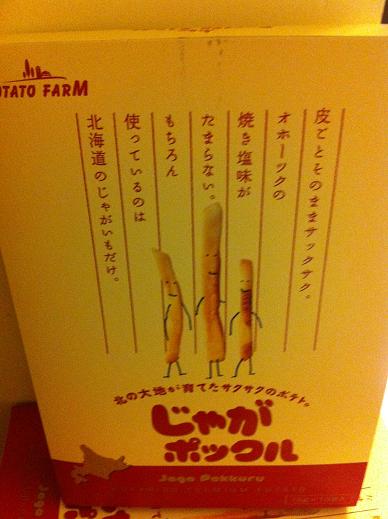 POTATO FARM
皮ごとそのままサックサク。
オホーツクの
焼き塩味が
たまらない。
もちろん
使っているのは
北海道のじゃがいもだけ。
北の大地が育てたサクサクのポテト。
じゃが
ポックル
Jaga Pokkuru